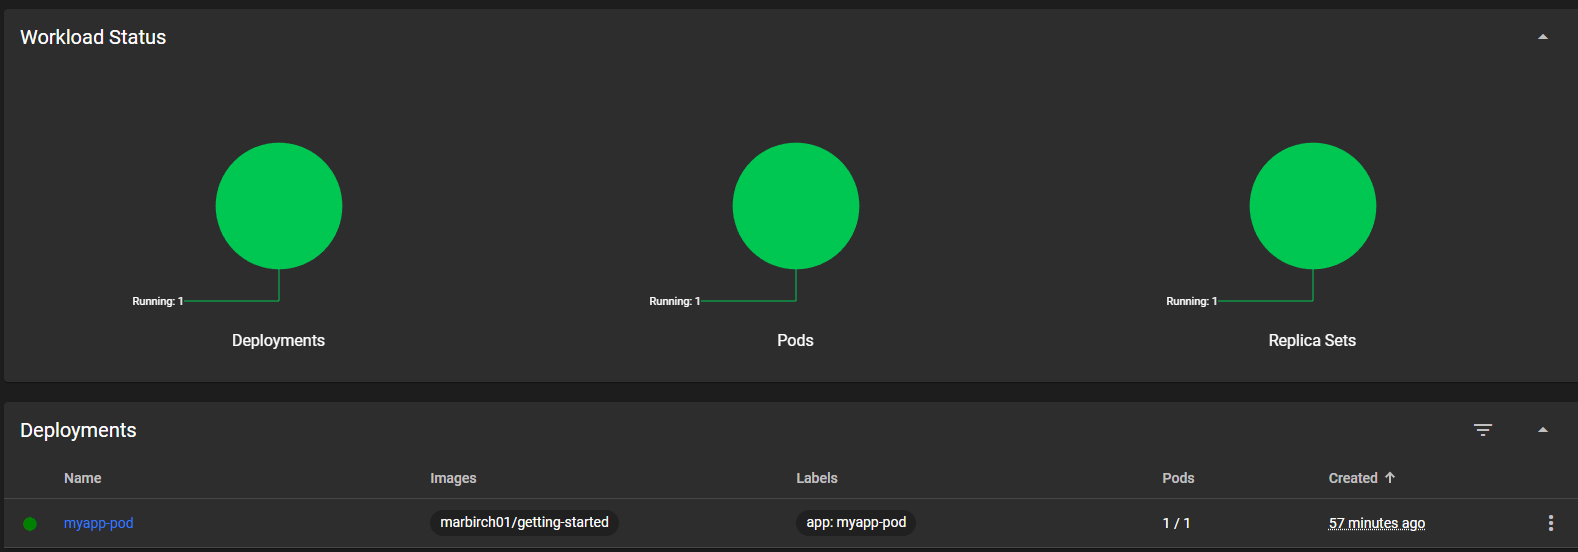 Workload Status
Running: 1
Running: 1
Running: 1
Deployments
Pods
Replica Sets
Deployments
Name Images Labels Pods Created
myapp-pod marbirch01/getting-started app: myapp-pod 1 / 1 57 minutes ago